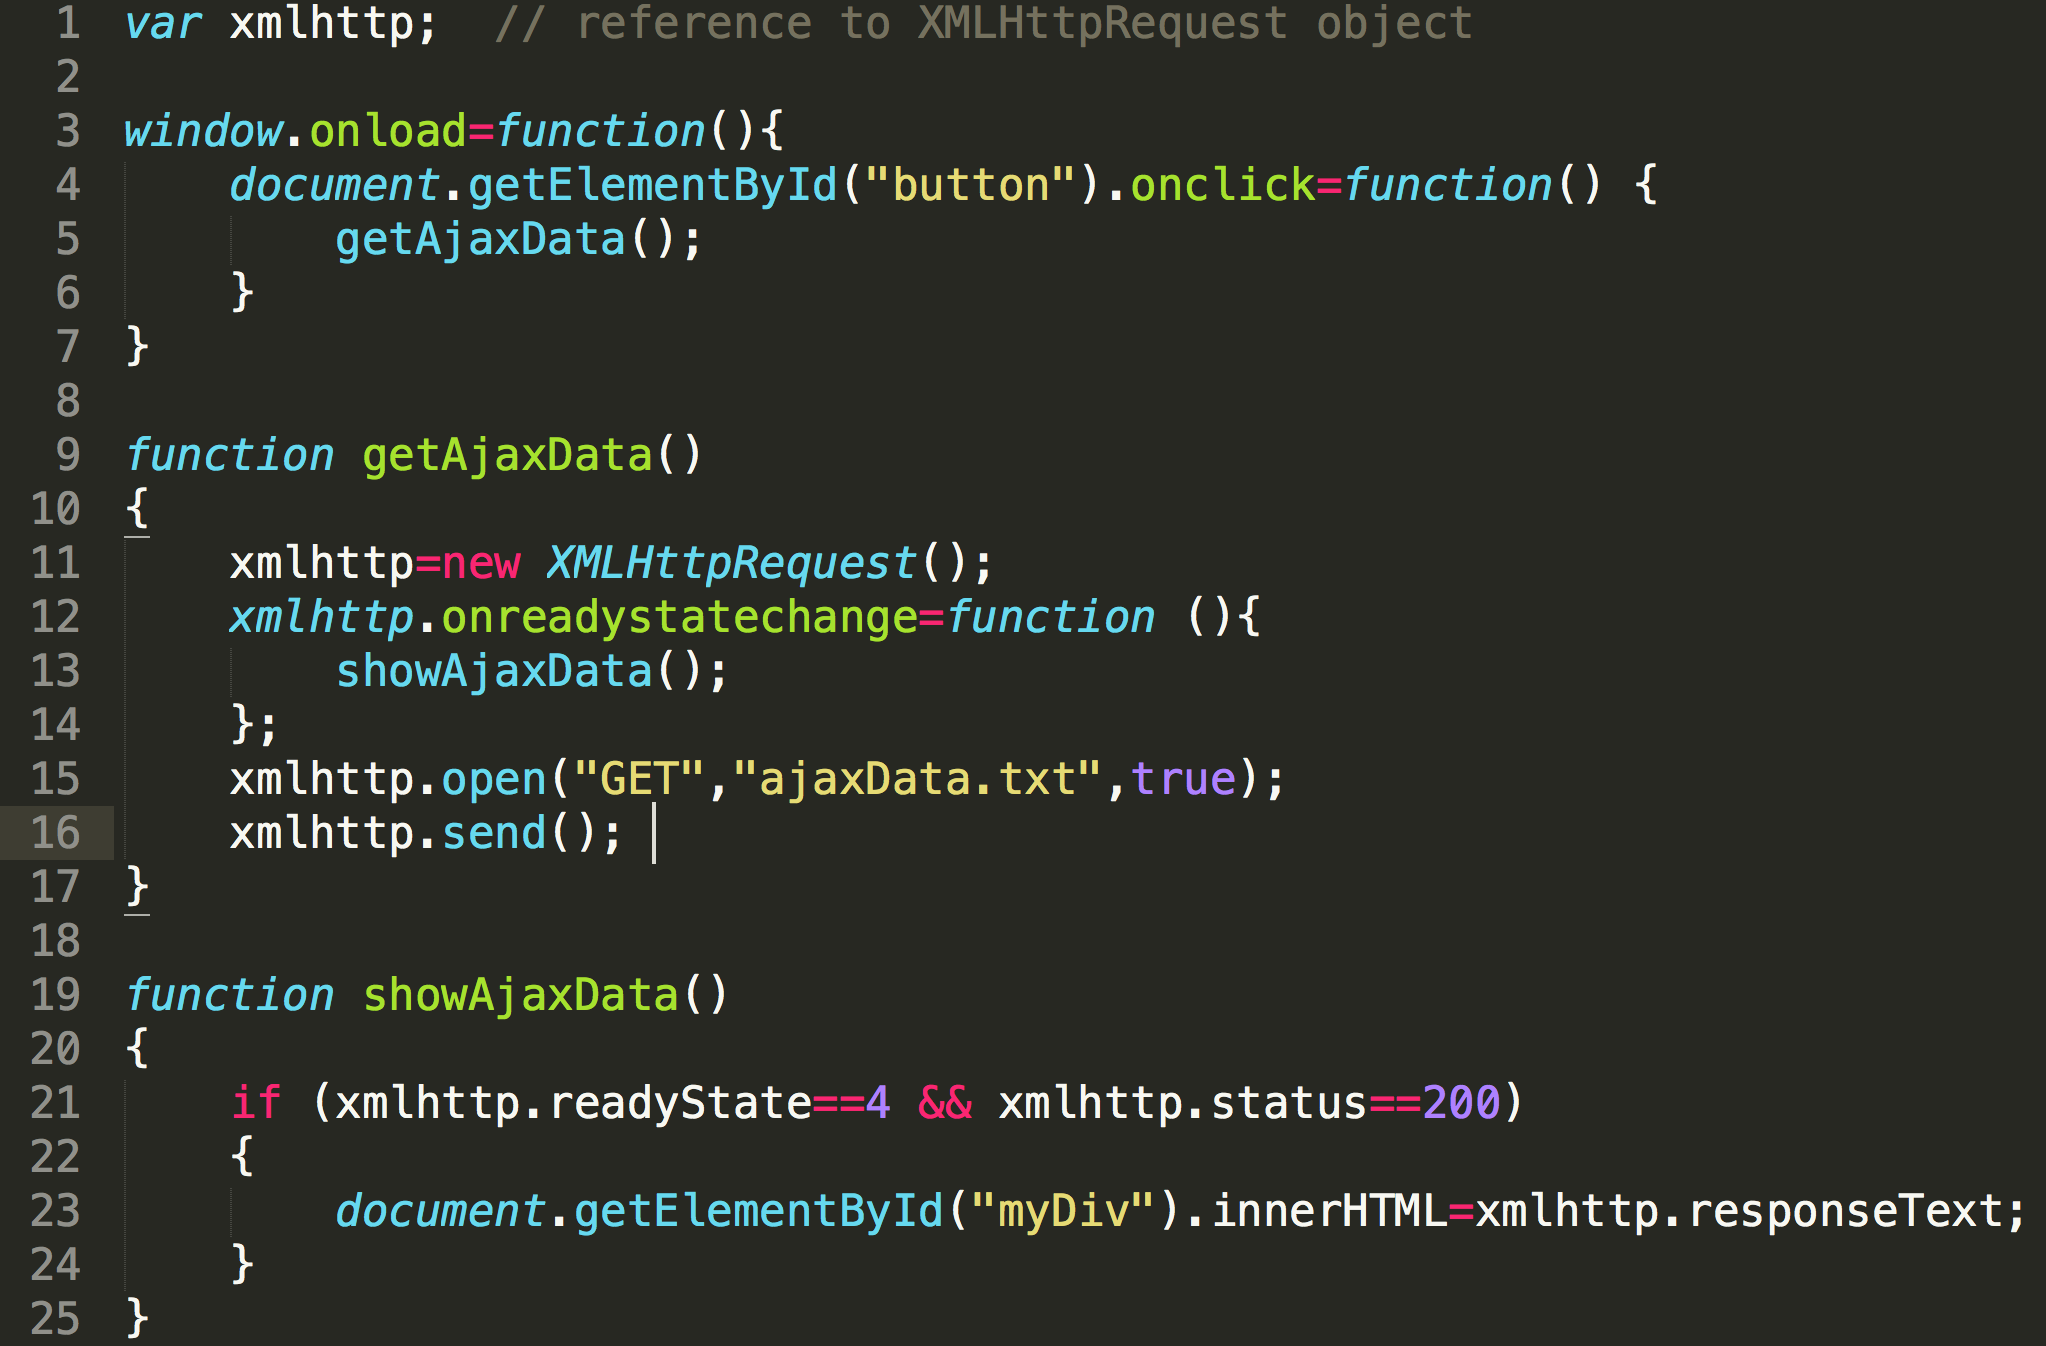 1 var xmlhttp;  // reference to XMLHttpRequest object
2
3 window.onload=function(){
4     document.getElementById("button").onclick=function() {
5         getAjaxData();
6     }
7 }
8
9 function getAjaxData()
10 {
11     xmlhttp=new XMLHttpRequest();
12     xmlhttp.onreadystatechange=function (){
13         showAjaxData();
14     };
15     xmlhttp.open("GET","ajaxData.txt",true);
16     xmlhttp.send();
17 }
18
19 function showAjaxData()
20 {
21     if (xmlhttp.readyState==4 && xmlhttp.status==200)
22     {
23         document.getElementById("myDiv").innerHTML=xmlhttp.responseText;
24     }
25 }